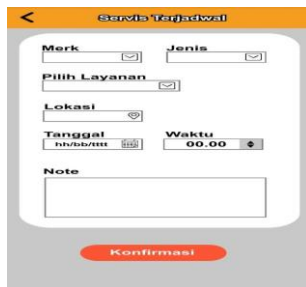 Servis Terjadwal
Merk Jenis
Pilih Layanan
Lokasi
Tanggal Waktu
hh/bb/tttt 00.00
Note
Konfirmasi